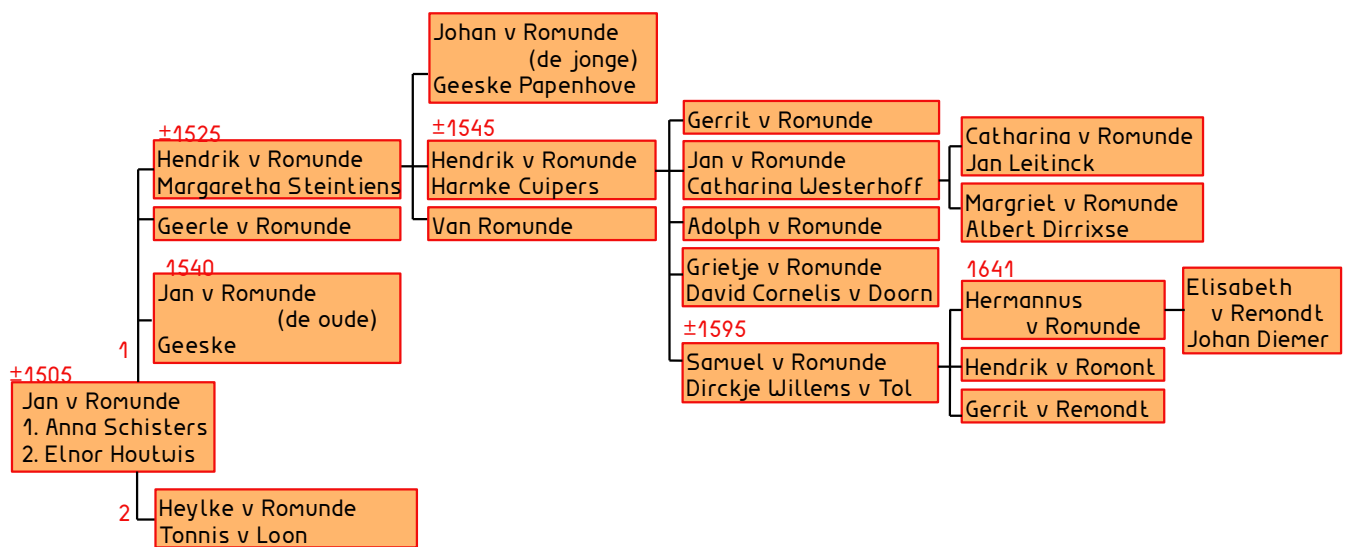 Johan v Romunde
(de jonge)
Geeske Papenhove
±1525
Hendrik v Romunde
Margaretha Steintiens
±1545
Hendrik v Romunde
Harmke Cuipers
Gerrit v Romunde
Jan v Romunde
Catharina Westerhoff
Catharina v Romunde
Jan Leitinck
Margriet v Romunde
Albert Dirrixse
Geerle v Romunde
Van Romunde
Adolph v Romunde
1540
Jan v Romunde
(de oude)
Geeske
Grietje v Romunde
David Cornelis v Doorn
1641
Hermannus
v Romunde
Elisabeth
v Remondt
Johan Diemer
±1595
Samuel v Romunde
Dirckje Willems v Tol
Hendrik v Romont
Gerrit v Remondt
1
±1505
Jan v Romunde
1. Anna Schisters
2. Elnor Houtwis
2
Heylke v Romunde
Tonnis v Loon